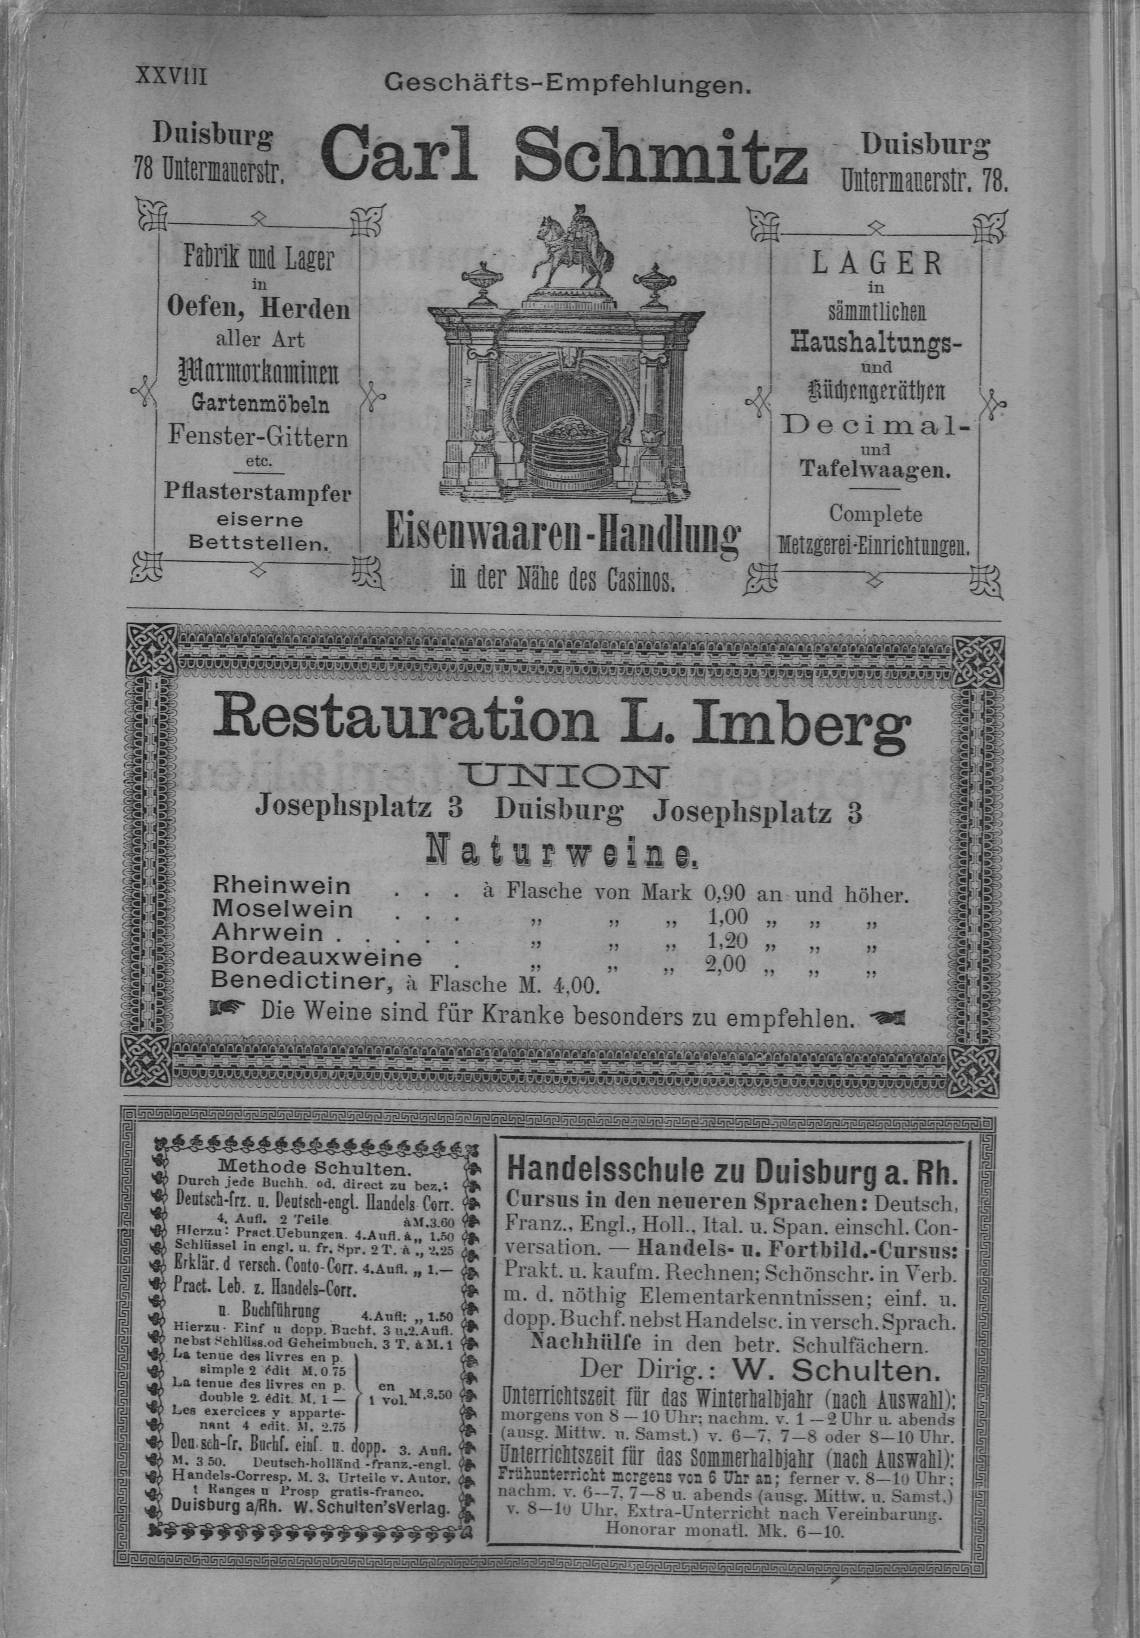 XXVIII
Geschäfts-Empfehlungen.
Duisburg
78 Untermauerstr.
Carl Schmitz
Duisburg
Untermauerstr. 78.
Fabrik und Lager
in
Oefen, Herden
aller Art
Marmorkaminen
Gartenmöbeln
Fenster-Gittern
etc.
Pflasterstampfer
eiserne
Bettstellen.
Eisenwaaren-Handlung
in der Nähe des Casinos.
LAGER
in
sämmtlichen
Haushaltungs-
und
Küchengeräthen
Decimal-
und
Tafelwaagen.
Complete
Metzgerei-Einrichtungen.
Restauration L. Imberg
UNION
Josephsplatz 3 Duisburg Josephsplatz 3
Naturweine.
Rheinwein . . . à Flasche von Mark 0,90 an und höher.
Moselwein . . . „ „ „ 1,00 „ „ „
Ahrwein . . . . . „ „ „ 1,20 „ „ „
Bordeauxweine . „ „ „ 2,00 „ „ „
Benedictiner, à Flasche M. 4,00.
Die Weine sind für Kranke besonders zu empfehlen.
Methode Schulten.
Durch jede Buchh. od. direct zu bez.:
Deutsch-frz. u. Deutsch-engl. Handels Corr.
4. Aufl. 2 Teile àM.3.60
Hierzu: Pract.Uebungen. 4.Aufl. à „ 1.50
Schlüssel in engl. u. fr. Spr. 2 T. à „ 2.25
Erklär. d versch. Conto-Corr. 4.Aufl. „ 1.—
Pract. Leb. z. Handels-Corr.
u. Buchführung 4.Aufl: „ 1.50
Hierzu· Einf u dopp. Buchf. 3 u.2.Aufl.
nebst Schlüss.od Geheimbuch. 3 T. à M.1
La tenue des livres en p.
simple 2 édit M. 0.75
La tenue des livres en p.
double 2. édit. M. 1 —
Les exercices y apparte-
nant 4 edit. M. 2.75
en
1 vol. M.3.50
Deu.sch-fr. Buchf. einf. u. dopp. 3. Aufl.
M. 3 50. Deutsch-holländ -franz.-engl.
Handels-Corresp. M. 3. Urteile v. Autor.
1 Ranges u Prosp gratis-franco.
Duisburg a/Rh. W. Schulten'sVerlag.
Handelsschule zu Duisburg a. Rh.
Cursus in den neueren Sprachen: Deutsch,
Franz., Engl., Holl., Ital. u. Span. einschl. Con-
versation. — Handels- u. Fortbild.-Cursus:
Prakt. u. kaufm. Rechnen; Schönschr. in Verb.
m. d. nöthig Elementarkenntnissen; einf. u.
dopp. Buchf. nebst Handelsc. in versch. Sprach.
Nachhülfe in den betr. Schulfächern.
Der Dirig.: W. Schulten.
Unterrichtszeit für das Winterhalbjahr (nach Auswahl):
morgens von 8 — 10 Uhr; nachm. v. 1 — 2 Uhr u. abends
(ausg. Mittw. u. Samst.) v. 6—7, 7—8 oder 8—10 Uhr.
Unterrichtszeit für das Sommerhalbjahr (nach Auswahl):
Frühunterricht morgens von 6 Uhr an; ferner v. 8—10 Uhr;
nachm. v. 6—7, 7—8 u. abends (ausg. Mittw. u. Samst.)
v. 8—10 Uhr. Extra-Unterricht nach Vereinbarung.
Honorar monatl. Mk. 6—10.